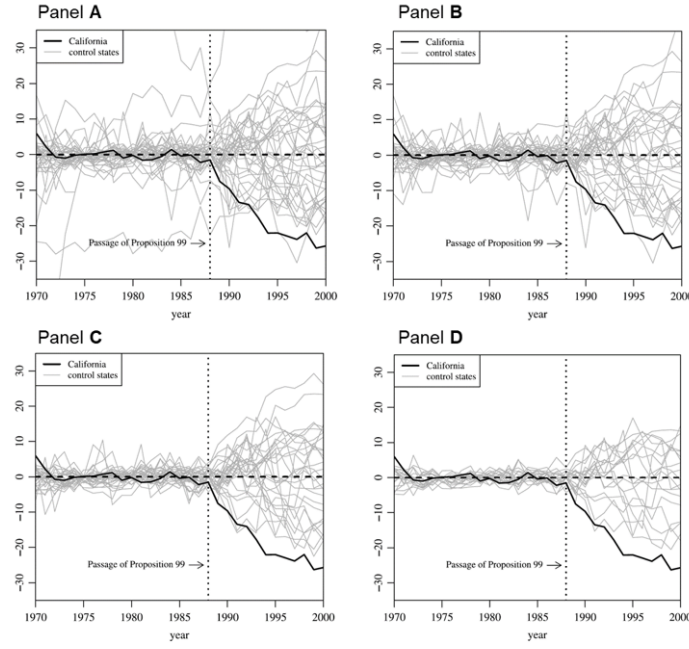 Panel A
Panel B
California
control states
30
20
10
0
−10
−20
−30
Passage of Proposition 99
1970
1975
1980
1985
1990
1995
2000
year
California
control states
30
20
10
0
−10
−20
−30
Passage of Proposition 99
1970
1975
1980
1985
1990
1995
2000
year
Panel C
Panel D
California
control states
30
20
10
0
−10
−20
−30
Passage of Proposition 99
1970
1975
1980
1985
1990
1995
2000
year
California
control states
30
20
10
0
−10
−20
−30
Passage of Proposition 99
1970
1975
1980
1985
1990
1995
2000
year